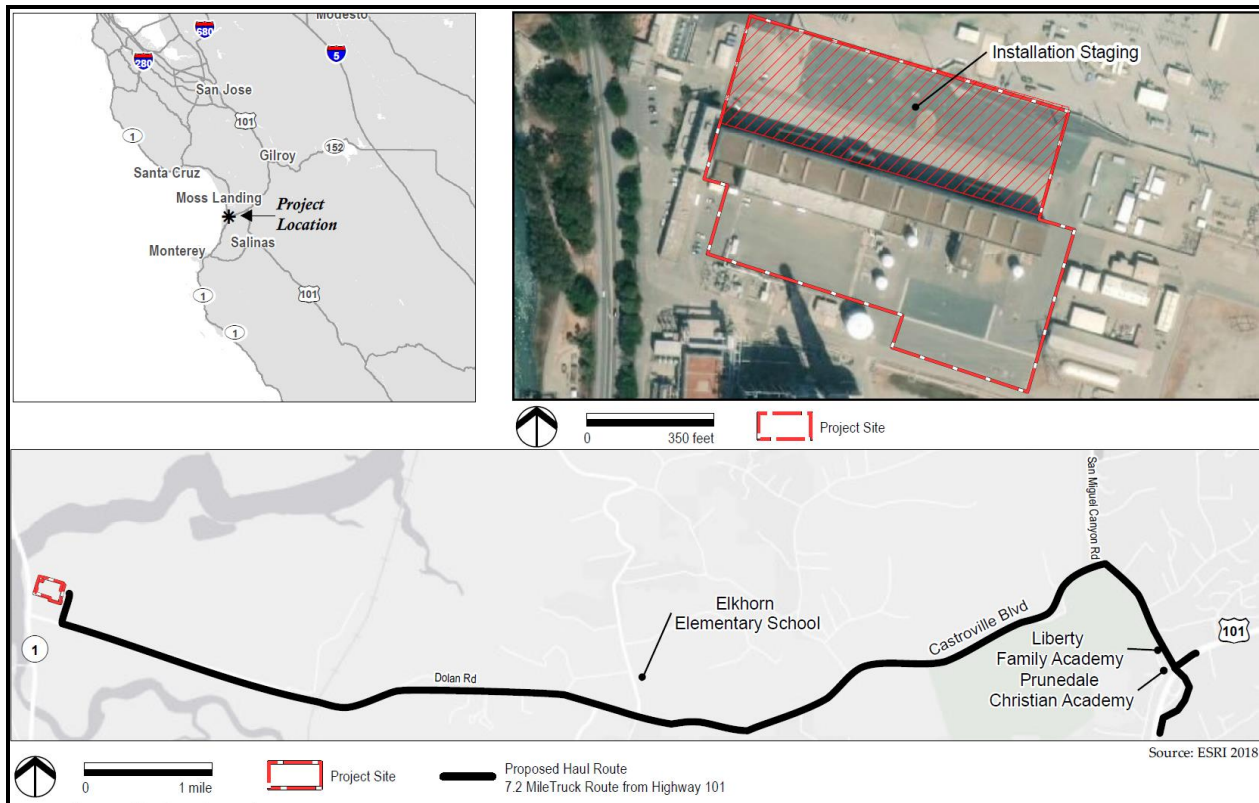 Modesto
680
280
5
San Jose
101
1
Gilroy
152
Santa Cruz
Moss Landing
Project
Location
Monterey
Salinas
1
101
1
Installation Staging
0
350 feet
Project Site
San Miguel Canyon Rd
Elkhorn
Elementary School
Castroville Blvd
Liberty
Family Academy
Prunedale
Christian Academy
101
1
Dolan Rd
Source: ESRI 2018
0
1 mile
Project Site
Proposed Haul Route
7.2 MileTruck Route from Highway 101